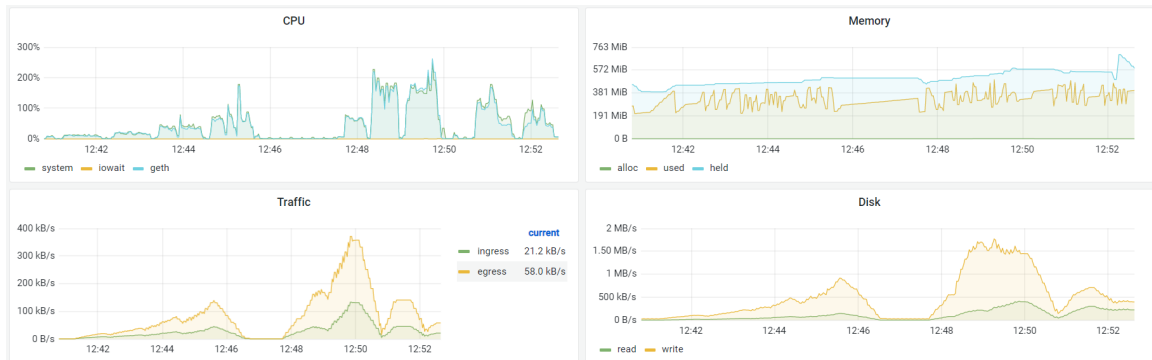 CPU
300%
200%
100%
0%
12:42 12:44 12:46 12:48 12:50 12:52
system iowait geth
Memory
763 MiB
572 MiB
381 MiB
191 MiB
0 B
12:42 12:44 12:46 12:48 12:50 12:52
alloc used held
Traffic
400 kB/s
300 kB/s
200 kB/s
100 kB/s
0 B/s
12:42 12:44 12:46 12:48 12:50 12:52
current
ingress 21.2 kB/s
egress 58.0 kB/s
Disk
2 MB/s
1.50 MB/s
1 MB/s
500 kB/s
0 B/s
12:42 12:44 12:46 12:48 12:50 12:52
read write